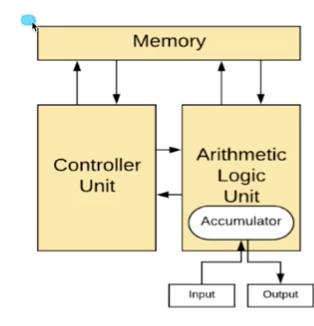 Memory
Controller
Unit
Arithmetic
Logic
Unit
Accumulator
Input
Output